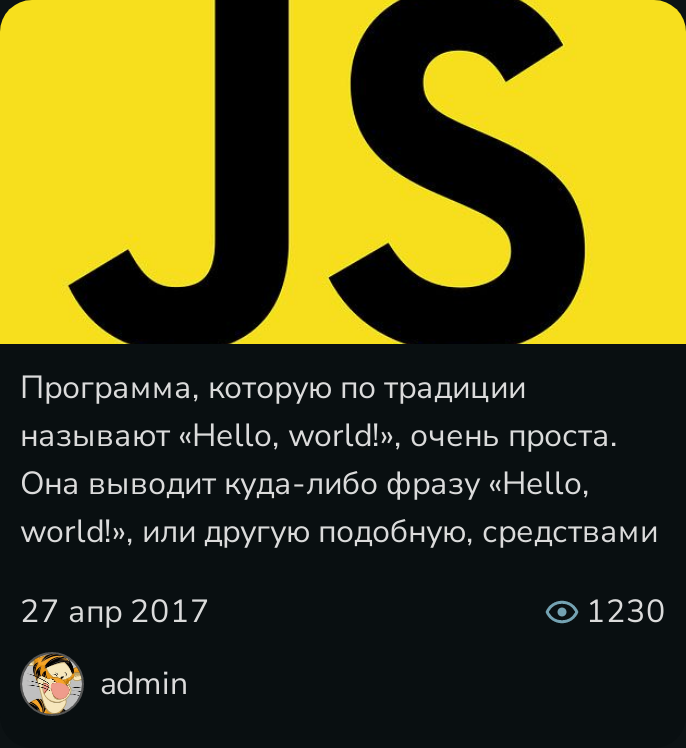 JS
Программа, которую по традиции
называют «Hello, world!», очень проста.
Она выводит куда-либо фразу «Hello,
world!», или другую подобную, средствами
27 апр 2017
1230
admin